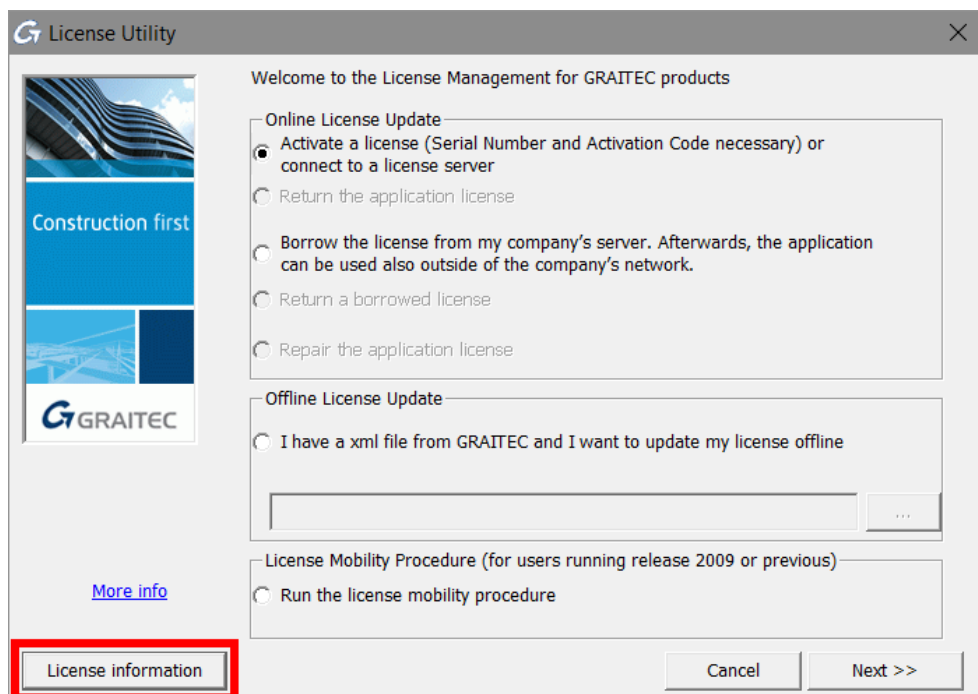 License Utility
Welcome to the License Management for GRAITEC products
Online License Update
Activate a license (Serial Number and Activation Code necessary) or
connect to a license server
Return the application license
Construction first
Borrow the license from my company's server. Afterwards, the application
can be used also outside of the company's network.
Return a borrowed license
Repair the application license
GRAITEC
Offline License Update
I have a xml file from GRAITEC and I want to update my license offline
...
License Mobility Procedure (for users running release 2009 or previous)
More info
Run the license mobility procedure
License information
Cancel
Next >>